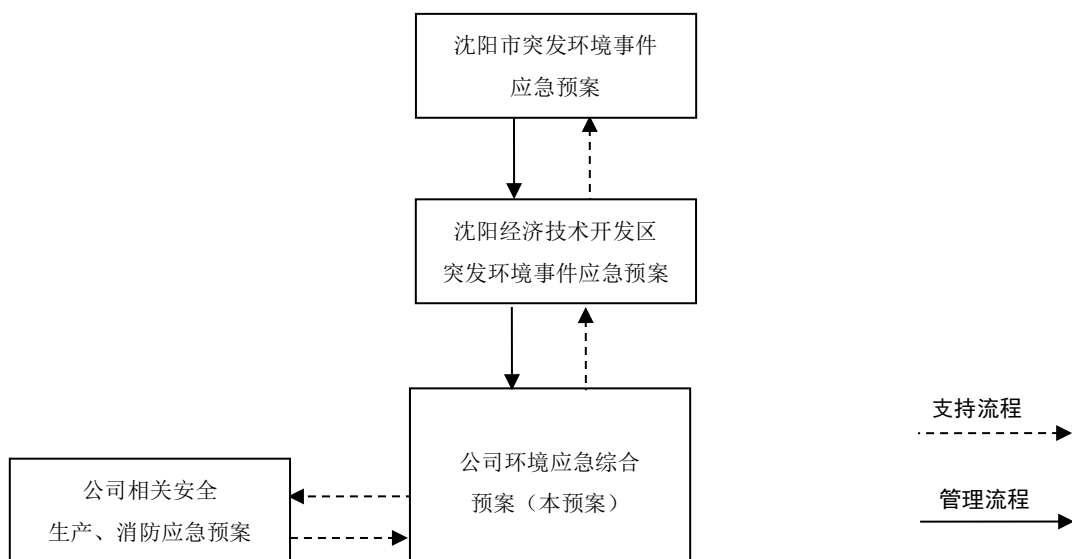 沈阳市突发环境事件
应急预案
沈阳经济技术开发区
突发环境事件应急预案
支持流程
公司环境应急综合
预案（本预案）
公司相关安全
生产、消防应急预案
管理流程